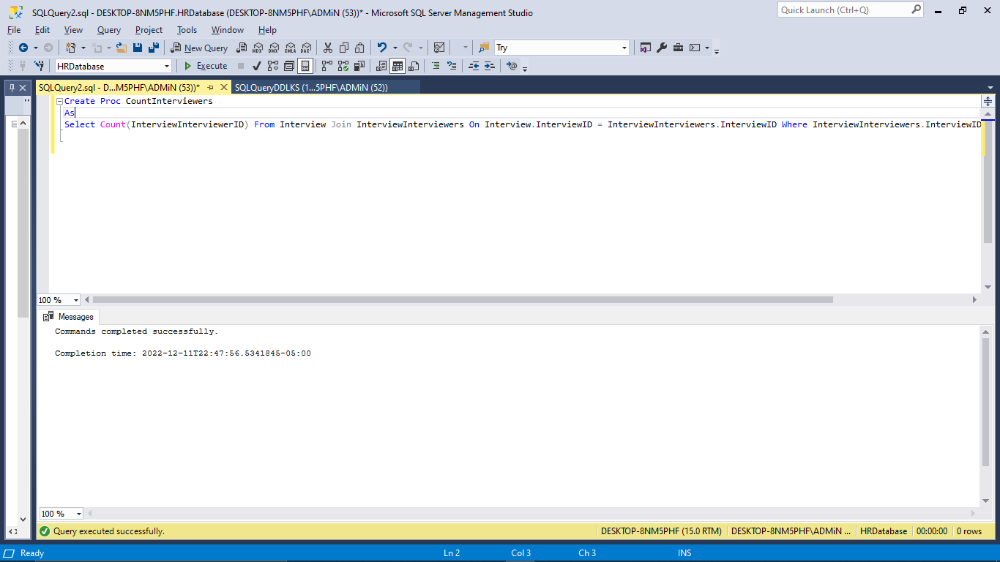 SQLQuery2.sql - DESKTOP-8NM5PHF.HRDatabase (DESKTOP-8NM5PHF\ADMiN (53))* - Microsoft SQL Server Management Studio
Quick Launch (Ctrl+Q)
File Edit View Query Project Tools Window Help
New Query MDX DMX XMLA DAX Try
HRDatabase Execute
SQLQuery2.sql - D...M5PHF\ADMiN (53))* SQLQueryDDLKS (1...5PHF\ADMiN (52))
Create Proc CountInterviewers
As
Select Count(InterviewInterviewerID) From Interview Join InterviewInterviewers On Interview.InterviewID = InterviewInterviewers.InterviewID Where InterviewInterviewers.InterviewID
100 %
Messages
Commands completed successfully.
Completion time: 2022-12-11T22:47:56.5341845-05:00
100 %
Query executed successfully. DESKTOP-8NM5PHF (15.0 RTM) DESKTOP-8NM5PHF\ADMiN ... HRDatabase 00:00:00 0 rows
Ready Ln 2 Col 3 Ch 3 INS